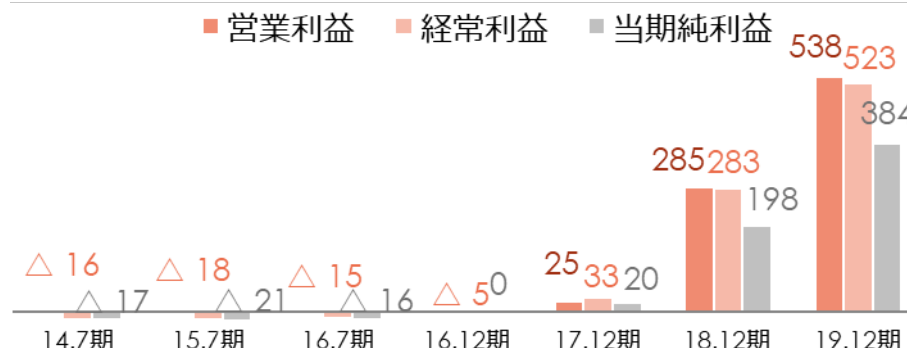 営業利益 経常利益 当期純利益
538 523
384
285 283
198
△ 16 △ 18 △ 15 △ 5 0 25 33 20
△ 17 △ 21 △ 16
14.7期 15.7期 16.7期 16.12期 17.12期 18.12期 19.12期